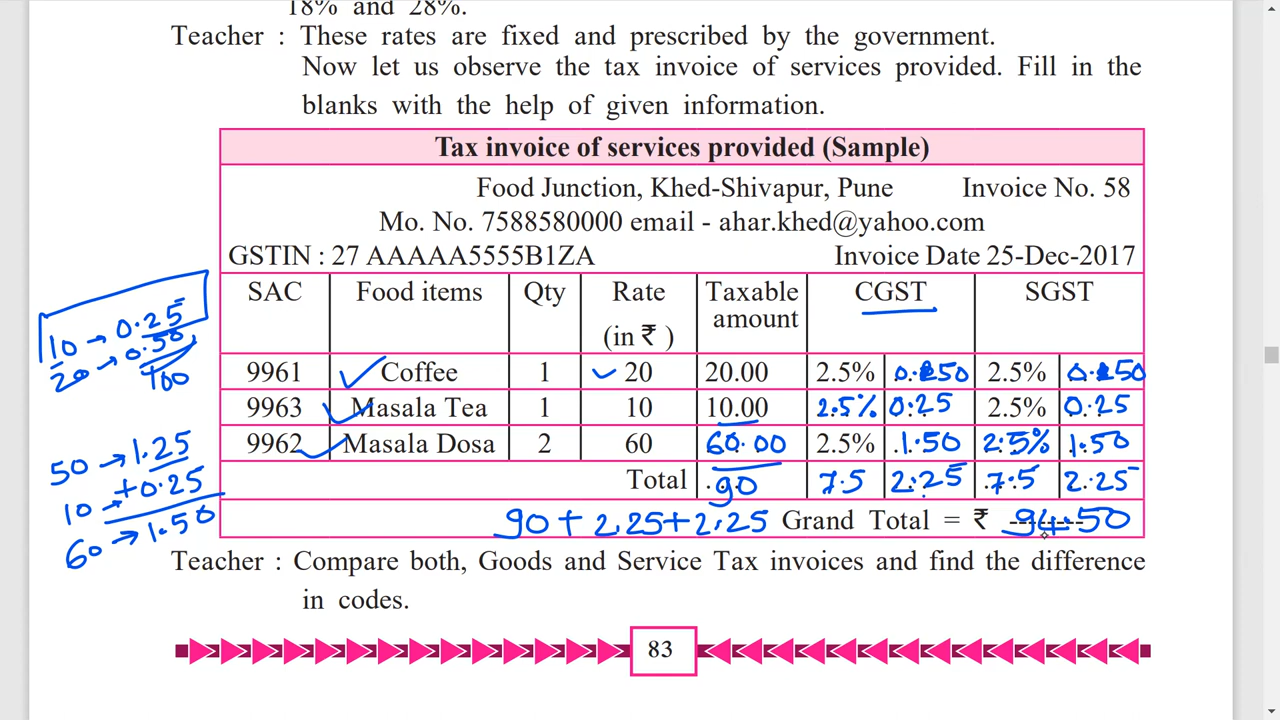 18% and 28%.
Teacher : These rates are fixed and prescribed by the government.
Now let us observe the tax invoice of services provided. Fill in the
blanks with the help of given information.
Tax invoice of services provided (Sample)
Food Junction, Khed-Shivapur, Pune Invoice No. 58
Mo. No. 7588580000 email - ahar.khed@yahoo.com
GSTIN : 27 AAAAA5555B1ZA Invoice Date 25-Dec-2017
SAC Food items Qty Rate (in ₹ ) Taxable amount CGST SGST
9961 Coffee 1 20 20.00 2.5% 0.50 2.5% 0.50
9963 Masala Tea 1 10 10.00 2.5% 0.25 2.5% 0.25
9962 Masala Dosa 2 60 60.00 2.5% 1.50 2.5% 1.50
Total 90 7.5 2.25 7.5 2.25
90 + 2.25 + 2.25 Grand Total = ₹ 94.50
10 → 0.25
20 → 0.50
100
50 → 1.25
10 → +0.25
60 → 1.50
Teacher : Compare both, Goods and Service Tax invoices and find the difference
in codes.
83